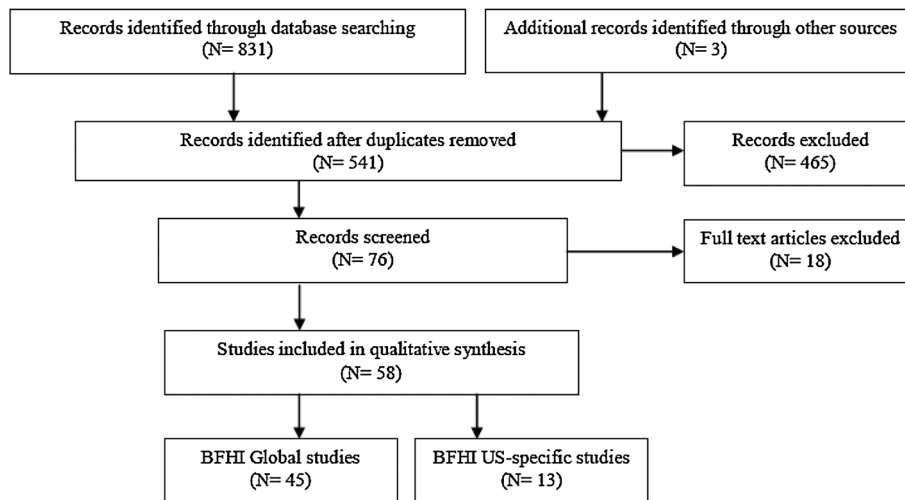 Records identified through database searching
(N= 831)
Additional records identified through other sources
(N= 3)
Records identified after duplicates removed
(N= 541)
Records excluded
(N= 465)
Records screened
(N= 76)
Full text articles excluded
(N= 18)
Studies included in qualitative synthesis
(N= 58)
BFHI Global studies
(N= 45)
BFHI US-specific studies
(N= 13)